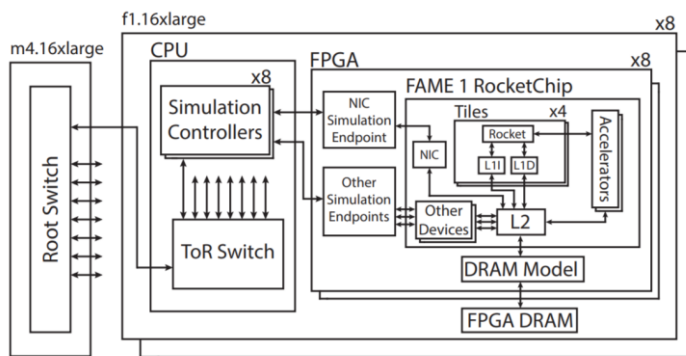 f1.16xlarge
x8
m4.16xlarge
CPU
FPGA
x8
x8
FAME 1 RocketChip
Simulation
Controllers
NIC
Simulation
Endpoint
Tiles
x4
Rocket
Accelerators
NIC
L1I
L1D
Root Switch
Other
Simulation
Endpoints
Other
Devices
L2
ToR Switch
DRAM Model
FPGA DRAM